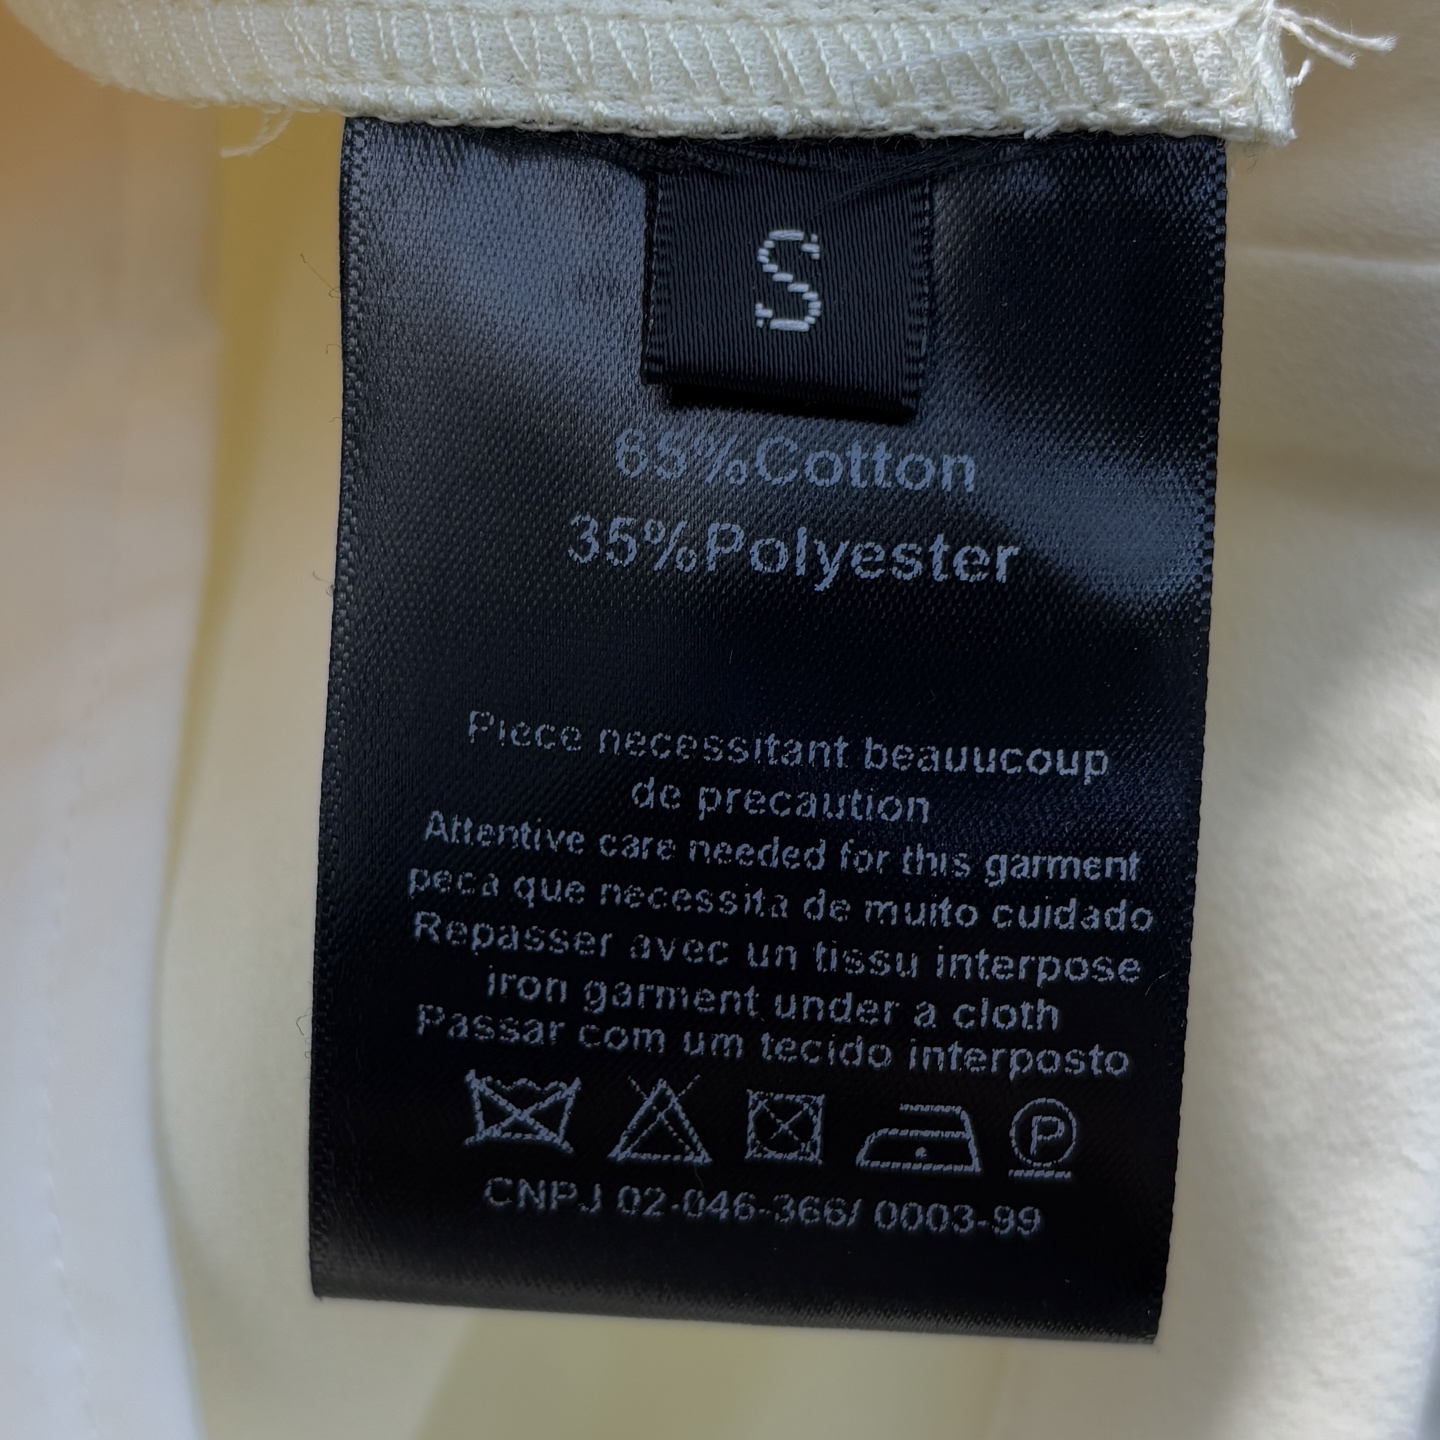 S
65%Cotton
35%Polyester
Piece necessitant beauucoup
de precaution
Attentive care needed for this garment
peca que necessita de muito cuidado
Repasser avec un tissu interpose
iron garment under a cloth
Passar com um tecido interposto
P
CNPJ 02-046-366/ 0003-99